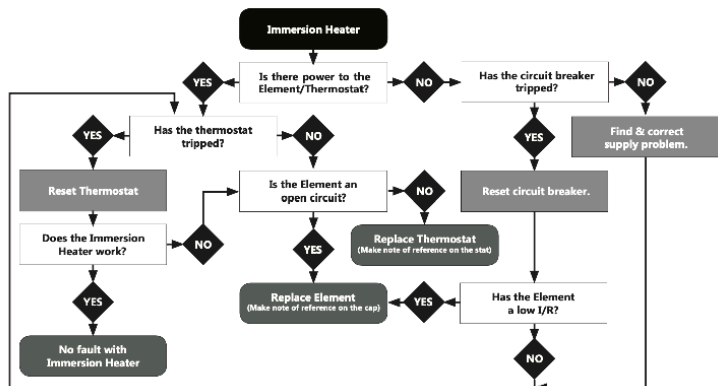 Immersion Heater
Is there power to the
Element/Thermostat?
YES
NO
Has the circuit breaker
tripped?
NO
Find & correct
supply problem.
YES
Reset circuit breaker.
Has the thermostat
tripped?
YES
NO
Reset Thermostat
Is the Element an
open circuit?
NO
Replace Thermostat
(Make note of reference on the stat)
Does the Immersion
Heater work?
NO
YES
Replace Element
(Make note of reference on the cap)
YES
Has the Element
a low I/R?
YES
No fault with
Immersion Heater
NO